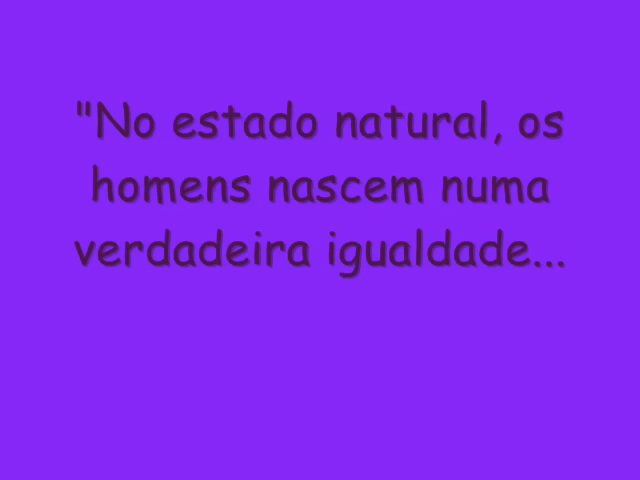 "No estado natural, os
homens nascem numa
verdadeira igualdade...